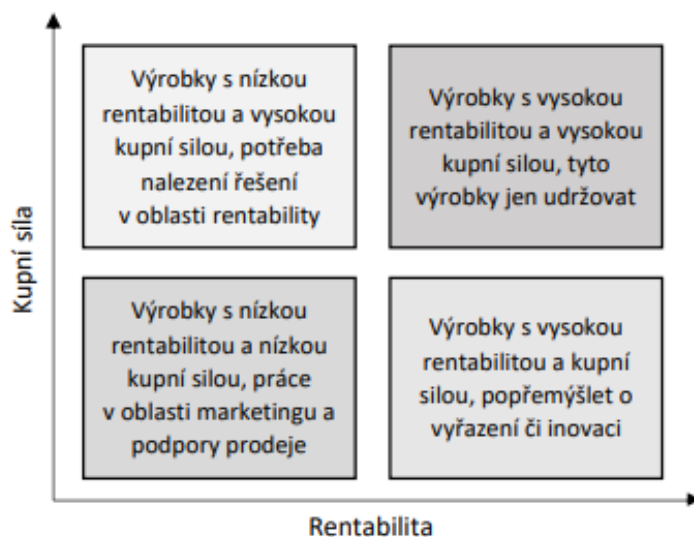 Výrobky s nízkou
rentabilitou a vysokou
kupní silou, potřeba
nalezení řešení
v oblasti rentability
Výrobky s vysokou
rentabilitou a vysokou
kupní silou, tyto
výrobky jen udržovat
Kupní síla
Výrobky s nízkou
rentabilitou a nízkou
kupní silou, práce
v oblasti marketingu a
podpory prodeje
Výrobky s vysokou
rentabilitou a kupní
silou, popřemýšlet o
vyřazení či inovaci
Rentabilita